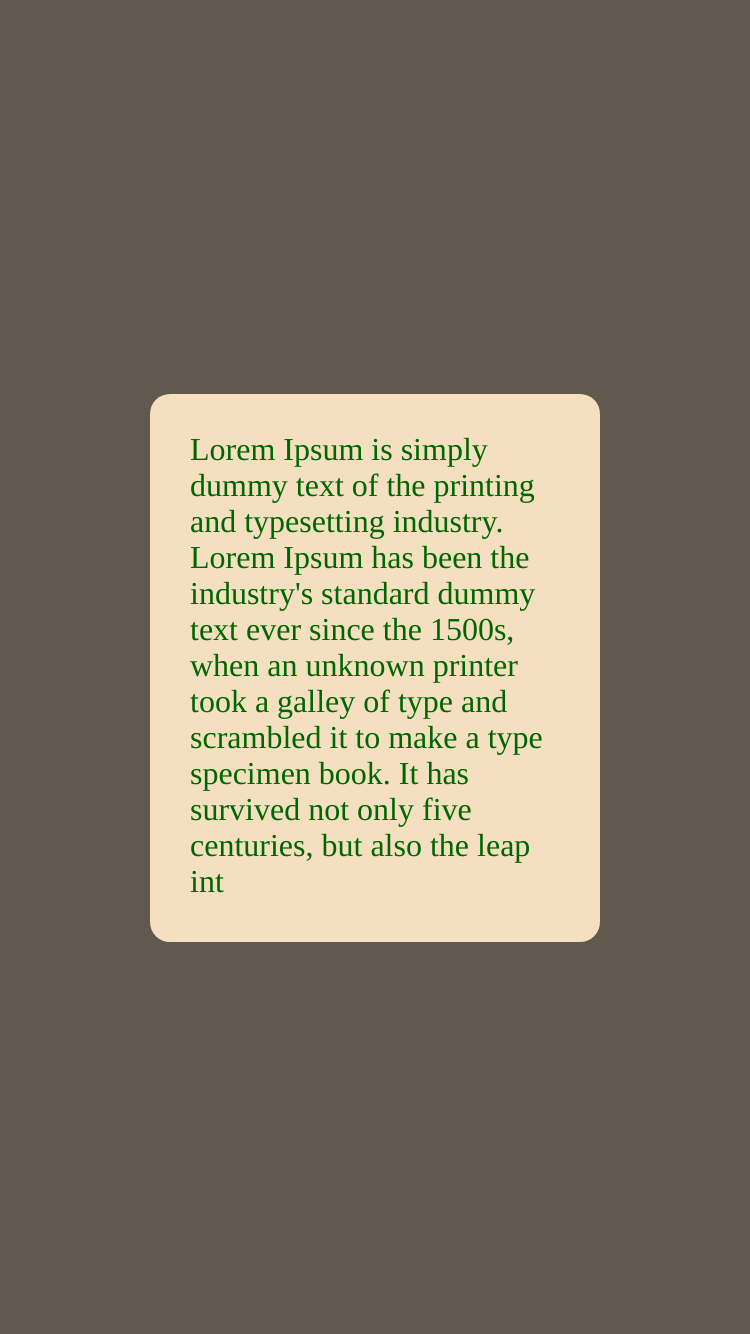 Lorem Ipsum is simply
dummy text of the printing
and typesetting industry.
Lorem Ipsum has been the
industry's standard dummy
text ever since the 1500s,
when an unknown printer
took a galley of type and
scrambled it to make a type
specimen book. It has
survived not only five
centuries, but also the leap
int